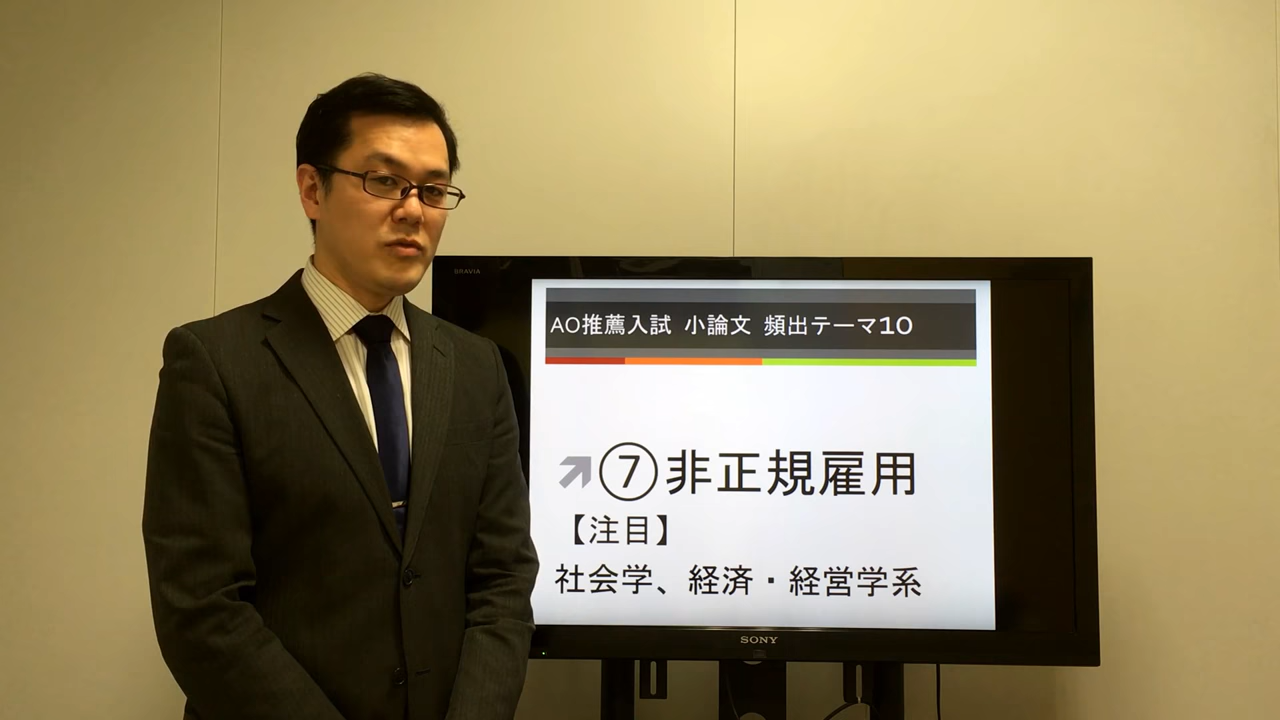 BRAVIA
AO推薦入試 小論文 頻出テーマ10
⑦非正規雇用
【注目】
社会学、経済・経営学系
SONY